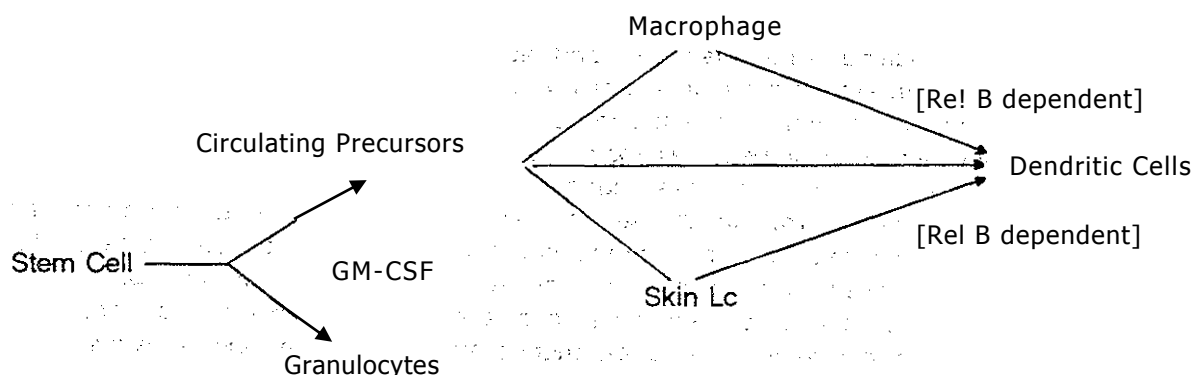 Macrophage
[Re! B dependent]
Circulating Precursors
Dendritic Cells
[Rel B dependent]
Stem Cell
GM-CSF
Skin Lc
Granulocytes